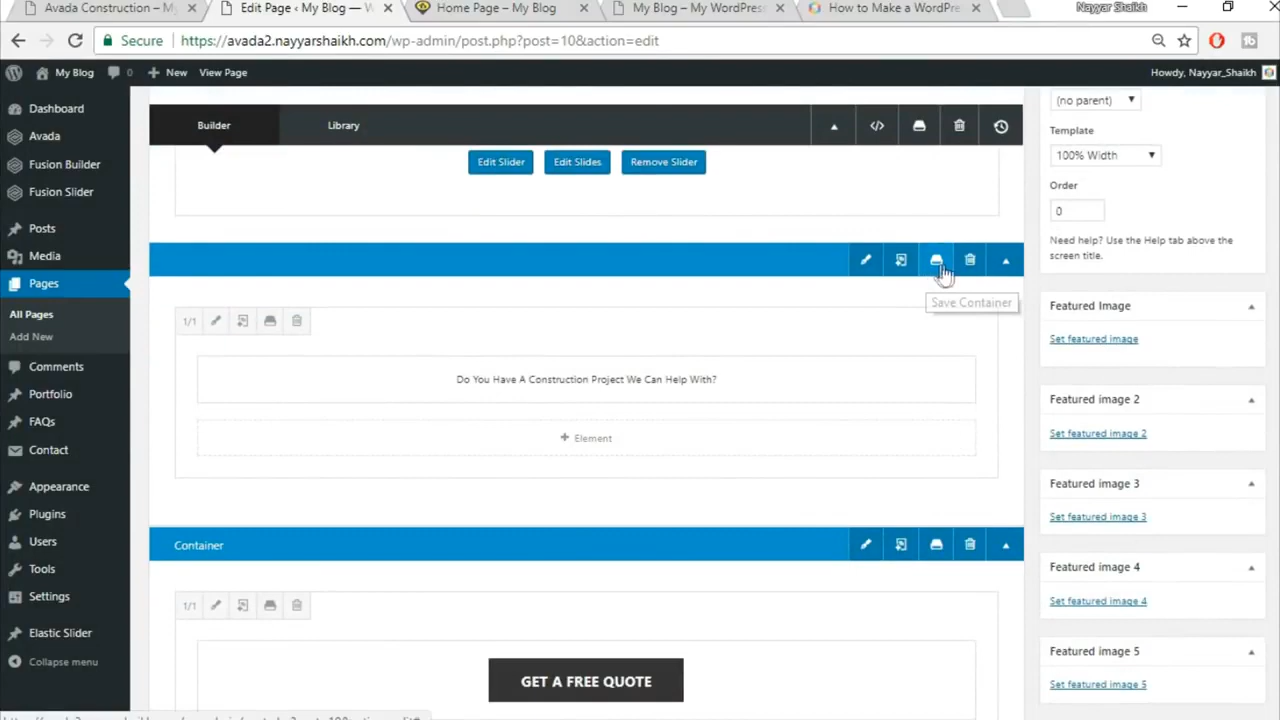 Avada Construction – My
Edit Page ‹ My Blog — W
Home Page – My Blog
My Blog – My WordPress
How to Make a WordPre
Nayyar Shaikh
Secure https://avada2.nayyarshaikh.com/wp-admin/post.php?post=10&action=edit
My Blog 0 New View Page Howdy, Nayyar_Shaikh
Dashboard
Avada
Fusion Builder
Fusion Slider
Posts
Media
Pages
All Pages
Add New
Comments
Portfolio
FAQs
Contact
Appearance
Plugins
Users
Tools
Settings
Elastic Slider
Collapse menu
Builder Library
Edit Slider Edit Slides Remove Slider
Save Container
1/1
Do You Have A Construction Project We Can Help With?
+ Element
Container
1/1
GET A FREE QUOTE
(no parent)
Template
100% Width
Order
0
Need help? Use the Help tab above the
screen title.
Featured Image
Set featured image
Featured image 2
Set featured image 2
Featured image 3
Set featured image 3
Featured image 4
Set featured image 4
Featured image 5
Set featured image 5